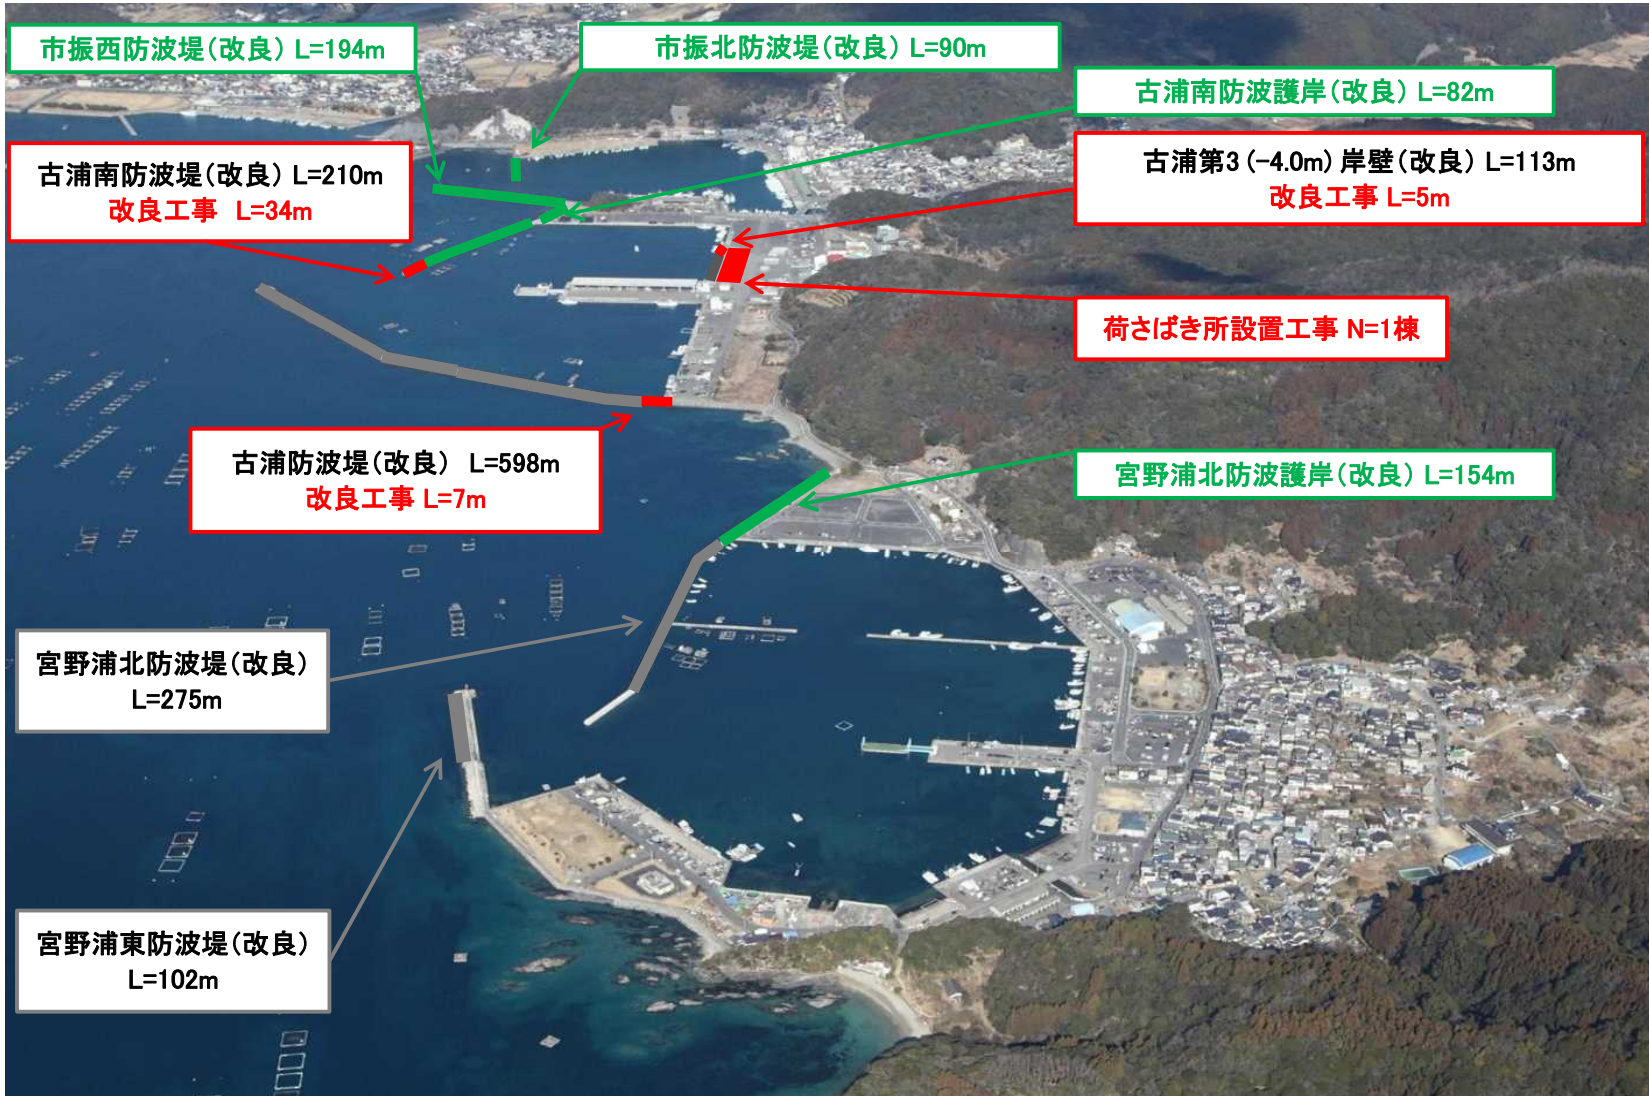 市振西防波堤(改良) L=194m
市振北防波堤(改良) L=90m
古浦南防波護岸(改良) L=82m
古浦南防波堤(改良) L=210m
改良工事 L=34m
古浦第3(-4.0m)岸壁(改良) L=113m
改良工事 L=5m
荷さばき所設置工事 N=1棟
古浦防波堤(改良) L=598m
改良工事 L=7m
宮野浦北防波護岸(改良) L=154m
宮野浦北防波堤(改良)
L=275m
宮野浦東防波堤(改良)
L=102m